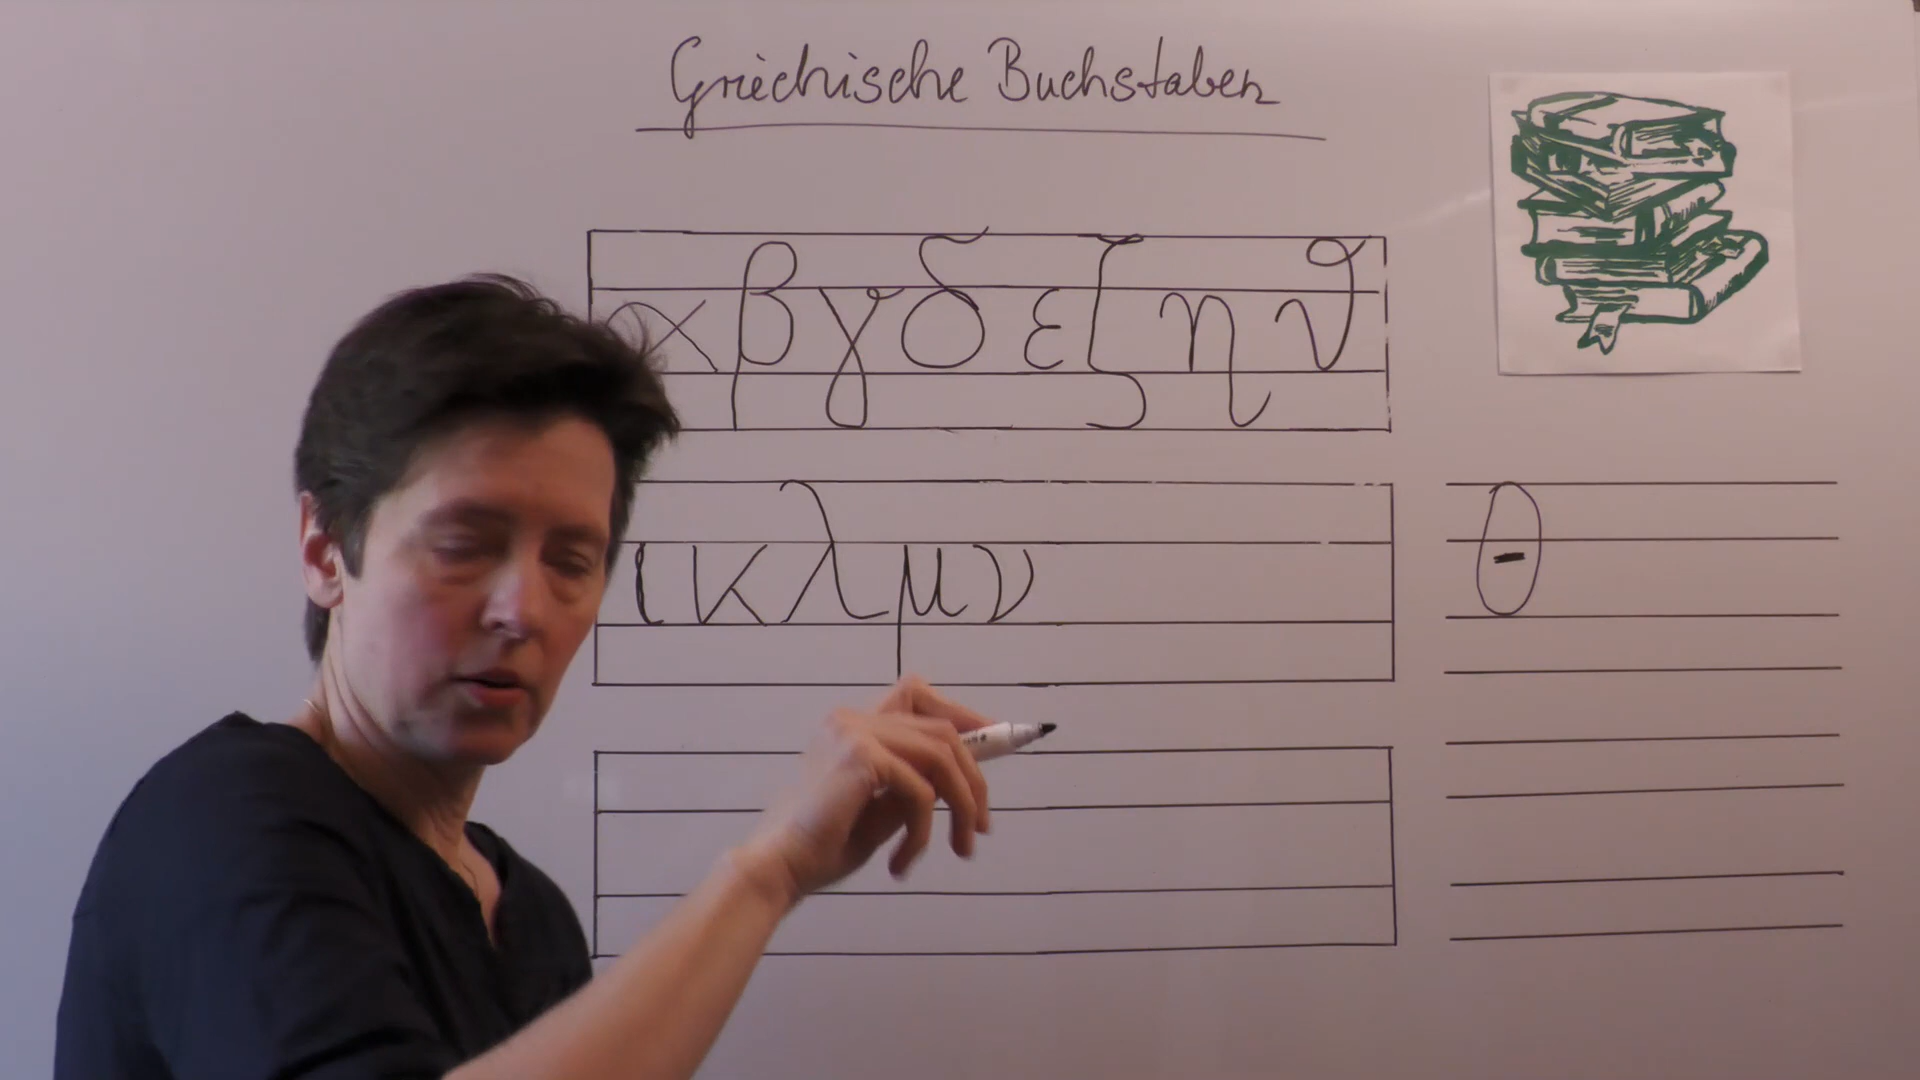 Griechische Buchstaben
α β γ δ ε ζ η ϑ
ι κ λ μ ν
θ